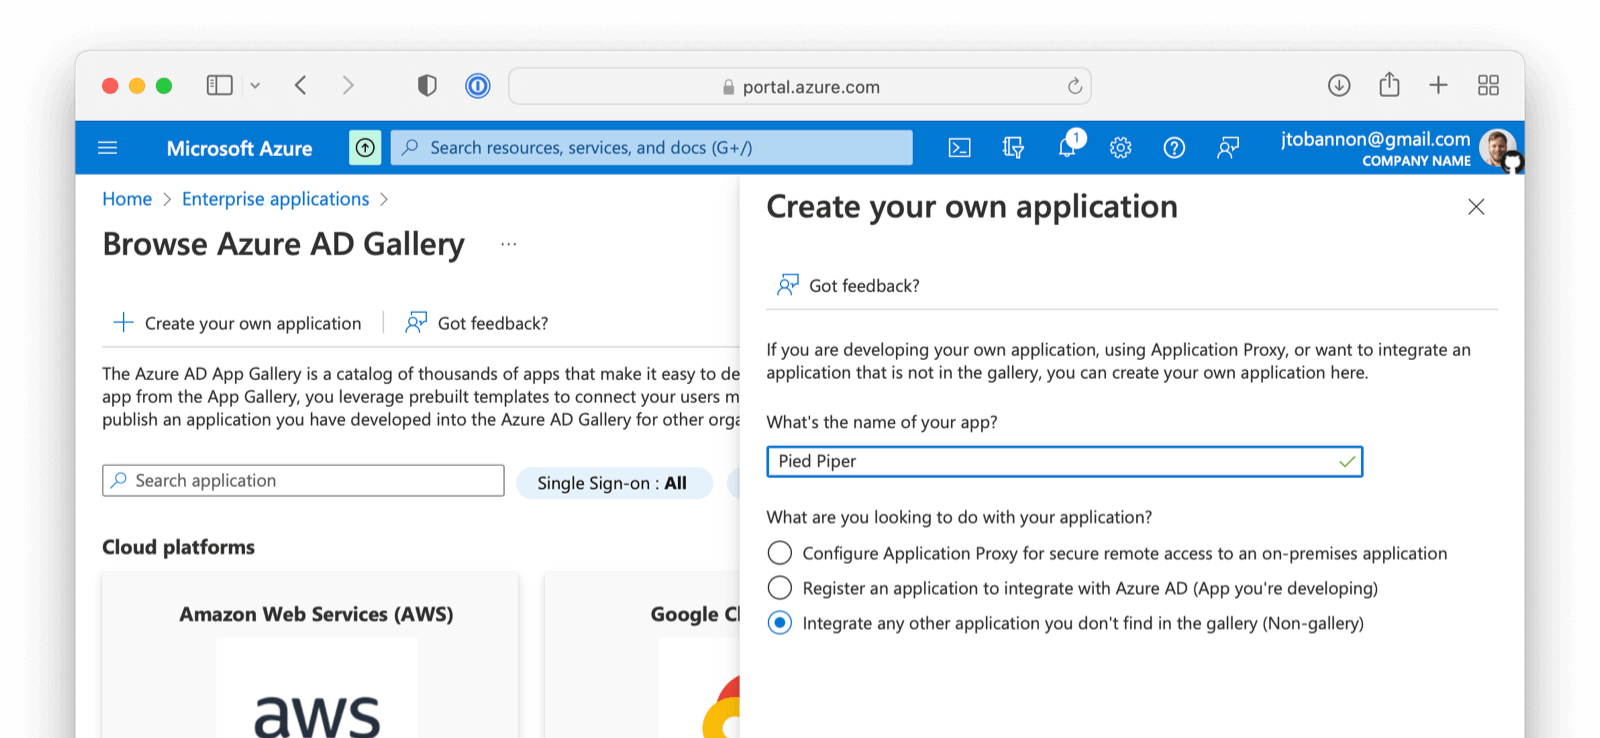 portal.azure.com
Microsoft Azure
Search resources, services, and docs (G+/)
1
jtobannon@gmail.com
COMPANY NAME
Home > Enterprise applications >
Browse Azure AD Gallery ...
Create your own application
Got feedback?
The Azure AD App Gallery is a catalog of thousands of apps that make it easy to de
app from the App Gallery, you leverage prebuilt templates to connect your users m
publish an application you have developed into the Azure AD Gallery for other orga
Search application
Single Sign-on : All
Cloud platforms
Amazon Web Services (AWS)
aws
Google Cl
Create your own application
Got feedback?
If you are developing your own application, using Application Proxy, or want to integrate an
application that is not in the gallery, you can create your own application here.
What's the name of your app?
Pied Piper
What are you looking to do with your application?
Configure Application Proxy for secure remote access to an on-premises application
Register an application to integrate with Azure AD (App you're developing)
Integrate any other application you don't find in the gallery (Non-gallery)